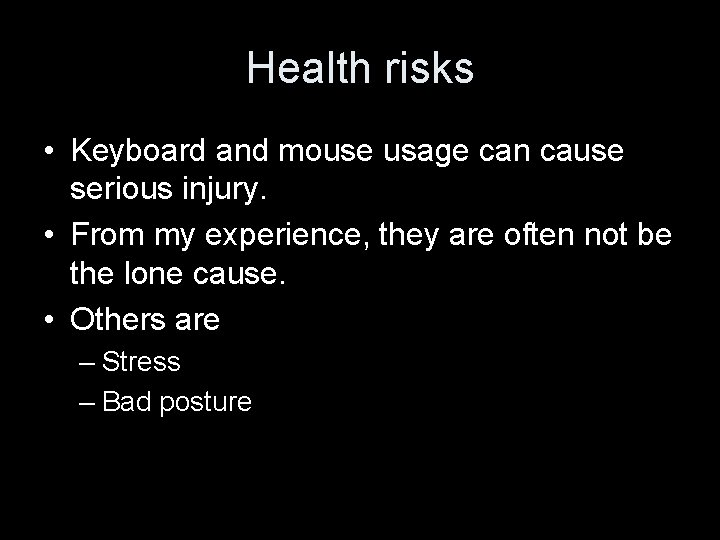 Health risks
• Keyboard and mouse usage can cause
serious injury.
• From my experience, they are often not be
the lone cause.
• Others are
– Stress
– Bad posture